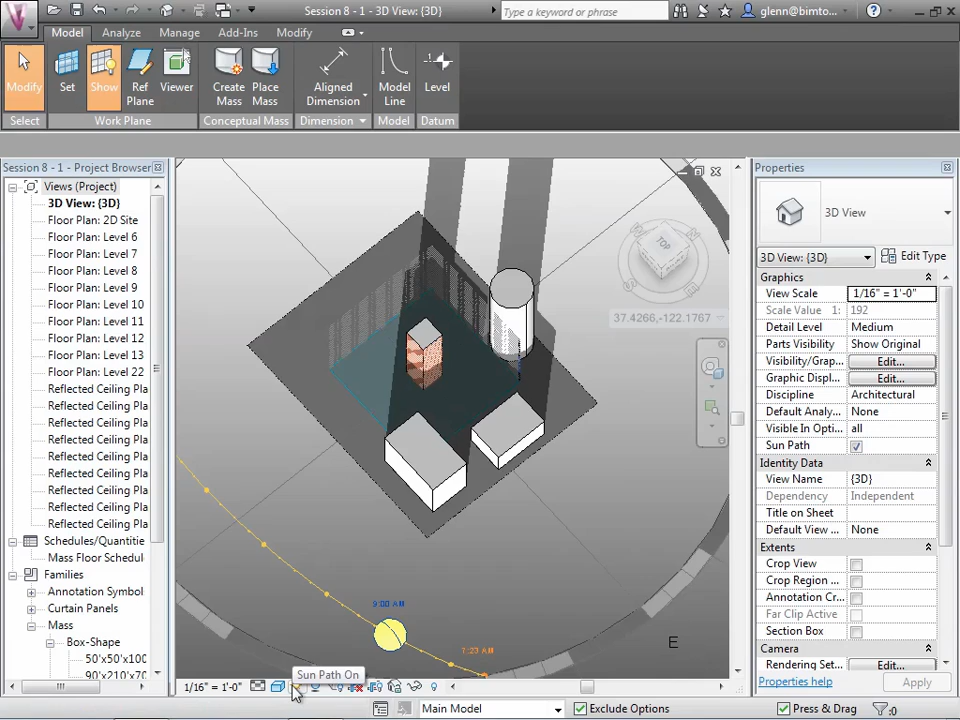 Session 8 - 1 - 3D View: {3D}
Type a keyword or phrase
glenn@bimto...
Model
Analyze
Manage
Add-Ins
Modify
Modify
Set
Show
Ref
Plane
Viewer
Create
Mass
Place
Mass
Aligned
Dimension
Model
Line
Level
Select
Work Plane
Conceptual Mass
Dimension
Model
Datum
Session 8 - 1 - Project Browser
Views (Project)
3D View: {3D}
Floor Plan: 2D Site
Floor Plan: Level 6
Floor Plan: Level 7
Floor Plan: Level 8
Floor Plan: Level 9
Floor Plan: Level 10
Floor Plan: Level 11
Floor Plan: Level 12
Floor Plan: Level 13
Floor Plan: Level 22
Reflected Ceiling Pla
Reflected Ceiling Pla
Reflected Ceiling Pla
Reflected Ceiling Pla
Reflected Ceiling Pla
Reflected Ceiling Pla
Reflected Ceiling Pla
Reflected Ceiling Pla
Reflected Ceiling Pla
Schedules/Quantitie
Mass Floor Schedul
Families
Annotation Symbol
Curtain Panels
Mass
Box-Shape
50'x50'x100
90'x210'x70
TOP
N
S
E
37.4266,-122.1767
9:00 AM
7:23 AM
E
Sun Path On
1/16" = 1'-0"
Properties
3D View
3D View: {3D}
Edit Type
Graphics
View Scale
1/16" = 1'-0"
Scale Value 1:
192
Detail Level
Medium
Parts Visibility
Show Original
Visibility/Grap...
Edit...
Graphic Displ...
Edit...
Discipline
Architectural
Default Analy...
None
Visible In Opti...
all
Sun Path
Identity Data
View Name
{3D}
Dependency
Independent
Title on Sheet
Default View ...
None
Extents
Crop View
Crop Region ...
Annotation Cr...
Far Clip Active
Section Box
Camera
Rendering Set...
Edit...
Properties help
Apply
Main Model
Exclude Options
Press & Drag
:0